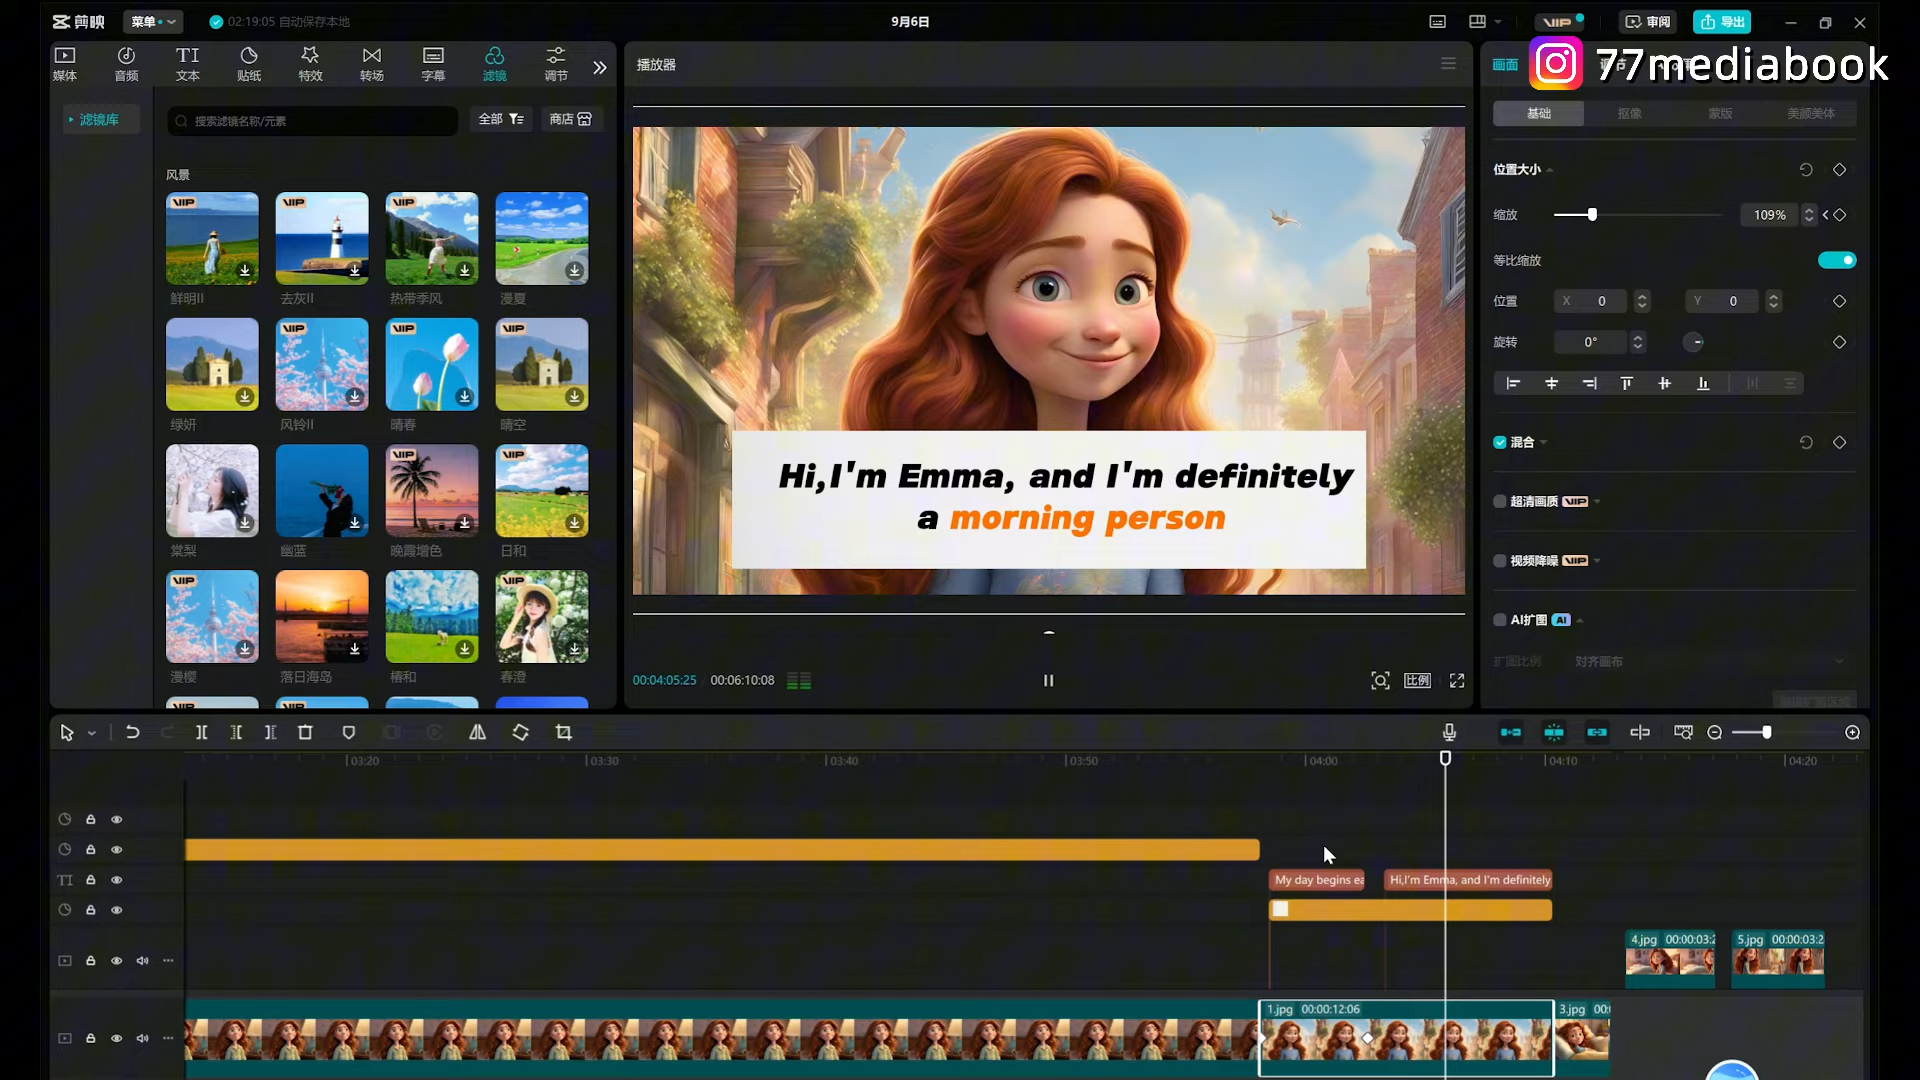 剪映
菜单
02:19:05 自动保存本地
9月6日
VIP
审阅
导出
77mediabook
媒体
音频
文本
贴纸
特效
转场
字幕
滤镜
调节
播放器
画面
滤镜库
搜索滤镜名称/元素
全部
商店
基础
抠像
蒙版
美颜美体
风景
VIP
VIP
VIP
鲜明II
去灰II
热带季风
漫夏
VIP
VIP
VIP
绿妍
风铃II
晴春
晴空
VIP
VIP
棠梨
幽蓝
晚霞增色
日和
VIP
VIP
漫樱
落日海岛
椿和
春澄
Hi,I'm Emma, and I'm definitely
a morning person
位置大小
缩放
109%
等比缩放
位置
X 0
Y 0
旋转
0°
混合
超清画质 VIP
视频降噪 VIP
AI扩图 AI
扩图比例
对齐画布
00:04:05:25
00:06:10:08
比例
03:20
03:30
03:40
03:50
04:00
04:10
04:20
TI
My day begins ea
Hi,I'm Emma, and I'm definitely
4.jpg 00:00:03:2
5.jpg 00:00:03:2
1.jpg 00:00:12:06
3.jpg 00: